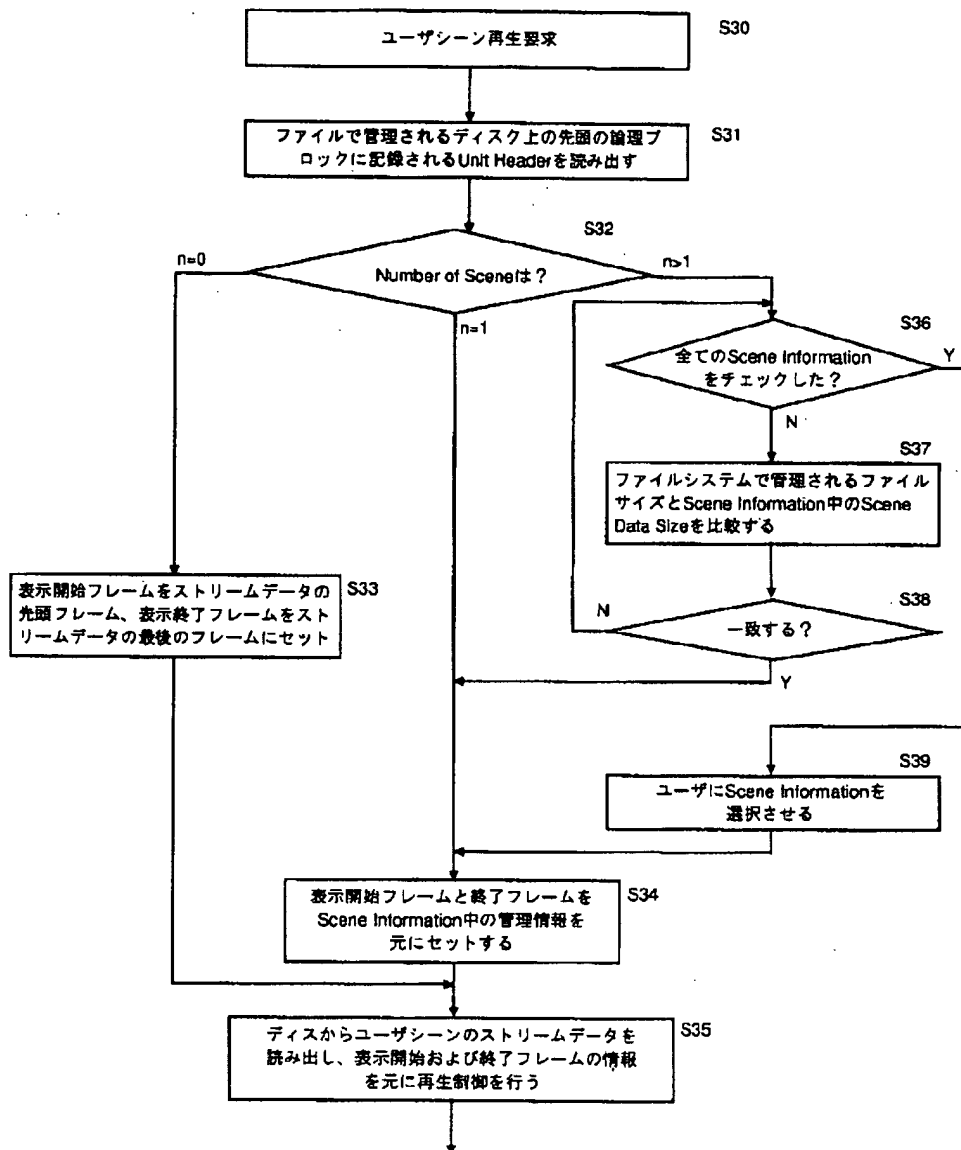 S30
ユーザシーン再生要求
S31
ファイルで管理されるディスク上の先頭の論理ブ
ロックに記録されるUnit Headerを読み出す
S32
n=0
Number of Sceneは?
n>1
n=1
S36
全てのScene Information
をチェックした?
Y
N
S37
ファイルシステムで管理されるファイル
サイズとScene Information中のScene
Data Sizeを比較する
S33
表示開始フレームをストリームデータの
先頭フレーム、表示終了フレームをスト
リームデータの最後のフレームにセット
S38
N
一致する?
Y
S39
ユーザにScene Informationを
選択させる
S34
表示開始フレームと終了フレームを
Scene Information中の管理情報を
元にセットする
S35
ディスからユーザシーンのストリームデータを
読み出し、表示開始および終了フレームの情報
を元に再生制御を行う